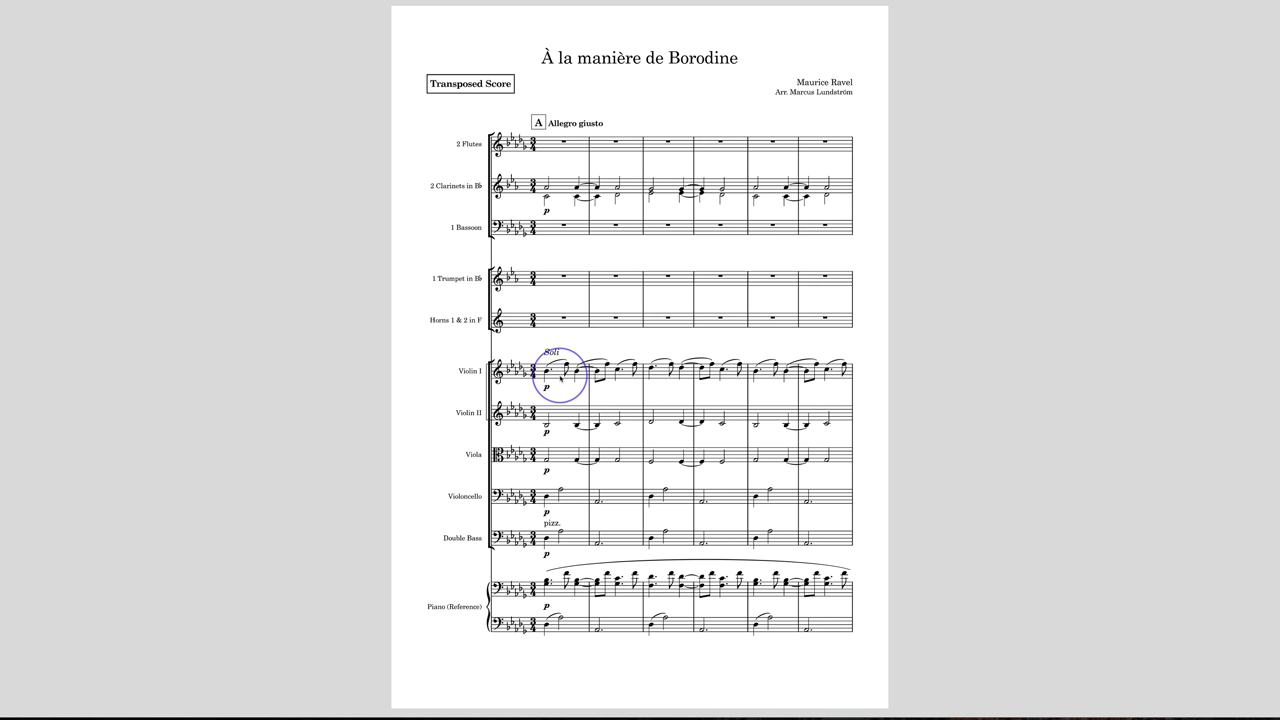 À la manière de Borodine
Transposed Score
Maurice Ravel
Arr. Marcus Lundström
A Allegro giusto
2 Flutes
2 Clarinets in B♭
p
1 Bassoon
1 Trumpet in B♭
Horns 1 & 2 in F
Soli
Violin I
p
Violin II
p
Viola
p
Violoncello
p
pizz.
Double Bass
p
Piano (Reference)
p